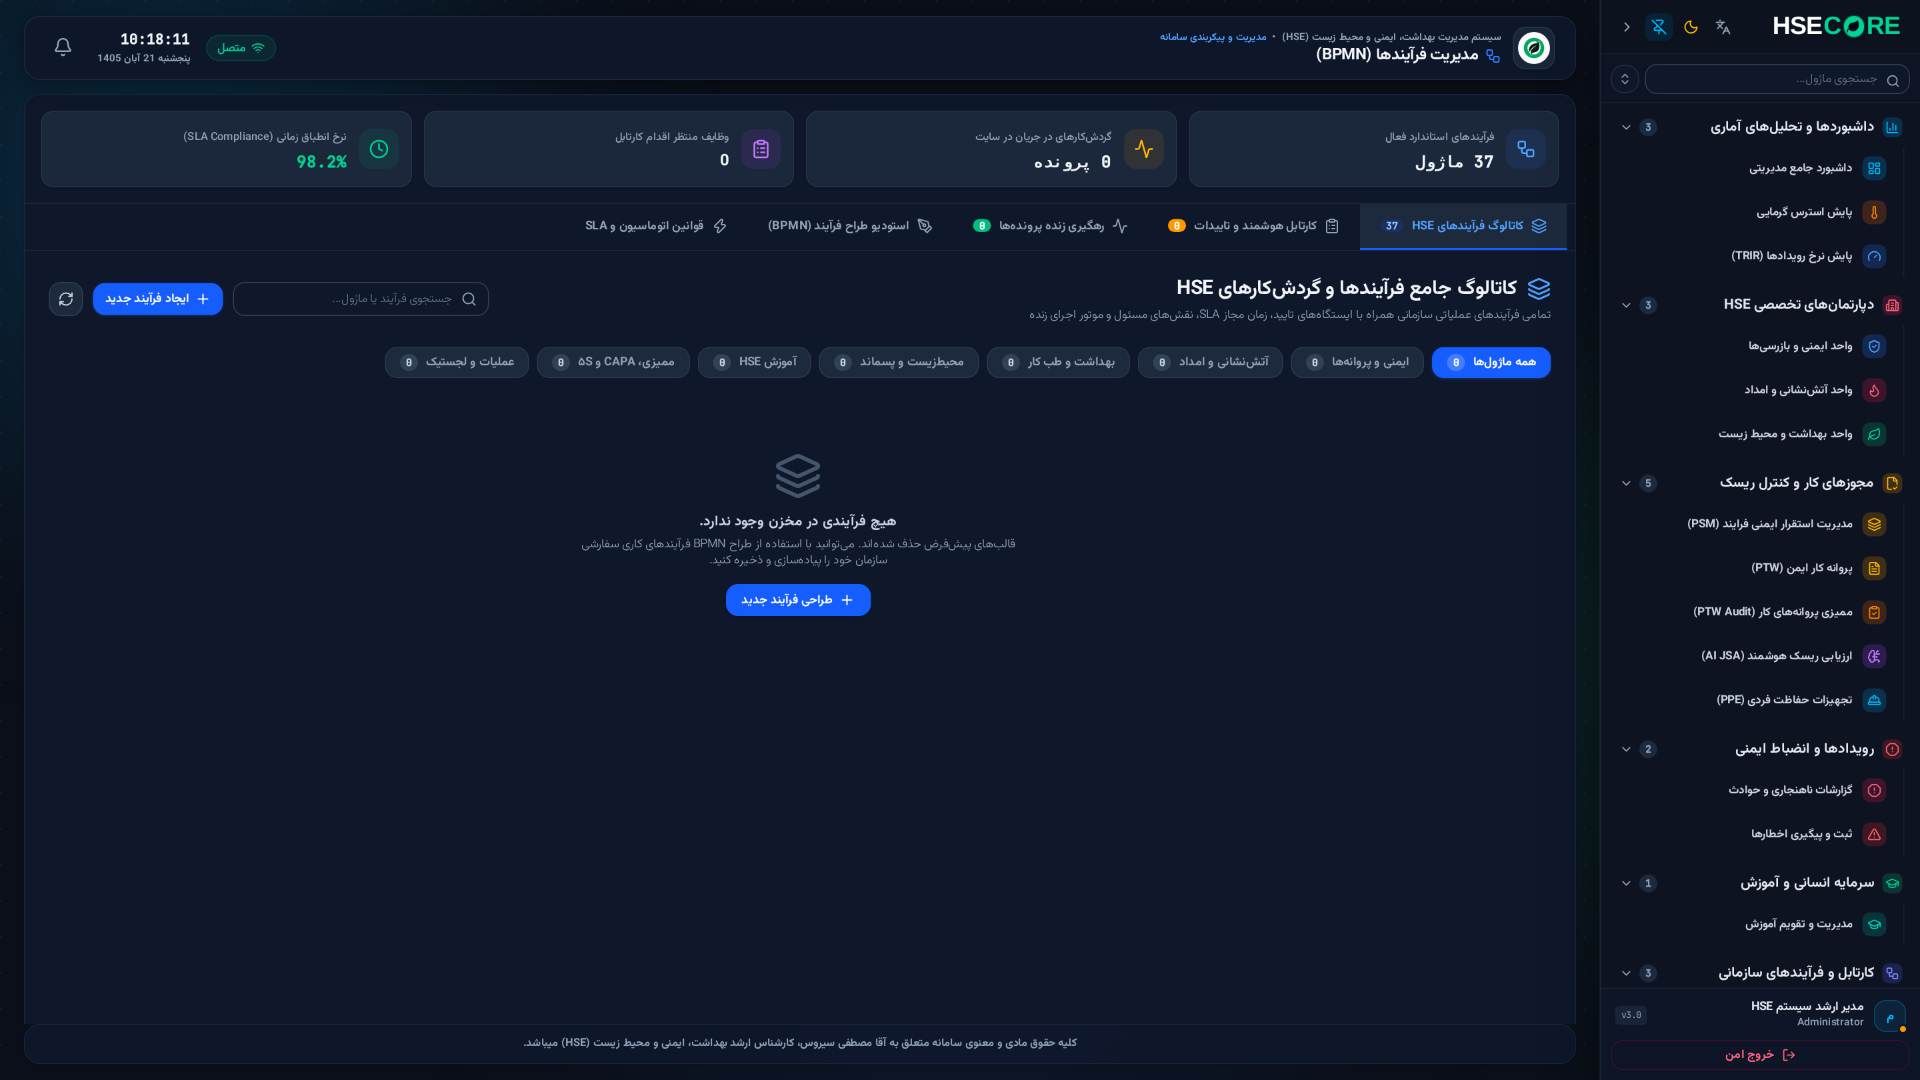 HSECORE
جستجوی ماژول...
داشبوردها و تحلیل‌های آماری 3
داشبورد جامع مدیریتی
پایش استرس گرمایی
پایش نرخ رویدادها (TRIR)
دپارتمان‌های تخصصی HSE 3
واحد ایمنی و بازرسی‌ها
واحد آتش‌نشانی و امداد
واحد بهداشت و محیط زیست
مجوزهای کار و کنترل ریسک 5
مدیریت استقرار ایمنی فرایند (PSM)
پروانه کار ایمن (PTW)
ممیزی پروانه‌های کار (PTW Audit)
ارزیابی ریسک هوشمند (AI JSA)
تجهیزات حفاظت فردی (PPE)
رویدادها و انضباط ایمنی 2
گزارشات ناهنجاری و حوادث
ثبت و پیگیری اخطارها
سرمایه انسانی و آموزش 1
مدیریت و تقویم آموزش
کارتابل و فرآیندهای سازمانی 3
م
مدیر ارشد سیستم HSE
Administrator
v3.0
خروج امن
سیستم مدیریت بهداشت، ایمنی و محیط زیست (HSE) • مدیریت و پیکربندی سامانه
مدیریت فرآیندها (BPMN)
متصل
10:18:11
پنجشنبه 21 آبان 1405
فرآیندهای استاندارد فعال
37 ماژول
گردش‌کارهای در جریان در سایت
0 پرونده
وظایف منتظر اقدام کارتابل
0
نرخ انطباق زمانی (SLA Compliance)
98.2%
کاتالوگ فرآیندهای HSE 37
کارتابل هوشمند و تاییدات 0
رهگیری زنده پرونده‌ها 0
استودیو طراح فرآیند (BPMN)
قوانین اتوماسیون و SLA
کاتالوگ جامع فرآیندها و گردش‌کارهای HSE
تمامی فرآیندهای عملیاتی سازمانی همراه با ایستگاه‌های تایید، زمان مجاز SLA، نقش‌های مسئول و موتور اجرای زنده
جستجوی فرآیند یا ماژول...
ایجاد فرآیند جدید
همه ماژول‌ها 0
ایمنی و پروانه‌ها 0
آتش‌نشانی و امداد 0
بهداشت و طب کار 0
محیط‌زیست و پسماند 0
آموزش HSE 0
ممیزی، CAPA و 5S 0
عملیات و لجستیک 0
هیچ فرآیندی در مخزن وجود ندارد.
قالب‌های پیش‌فرض حذف شده‌اند. می‌توانید با استفاده از طراح BPMN فرآیندهای کاری سفارشی
سازمان خود را پیاده‌سازی و ذخیره کنید.
طراحی فرآیند جدید
کلیه حقوق مادی و معنوی سامانه متعلق به آقا مصطفی سیروس، کارشناس ارشد بهداشت، ایمنی و محیط زیست (HSE) میباشد.